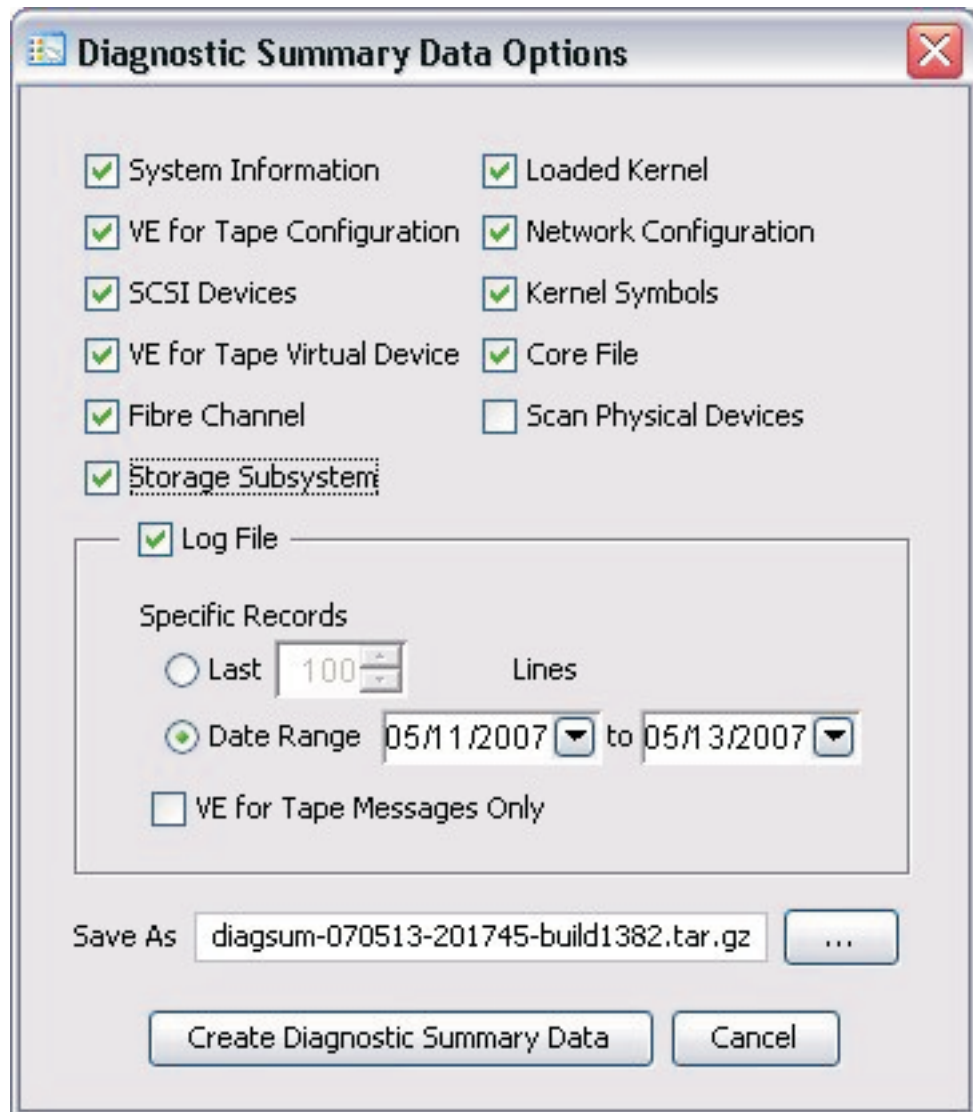 Diagnostic Summary Data Options
System Information Loaded Kernel
VE for Tape Configuration Network Configuration
SCSI Devices Kernel Symbols
VE for Tape Virtual Device Core File
Fibre Channel Scan Physical Devices
Storage Subsystem
Log File
Specific Records
Last 100 Lines
Date Range 05/11/2007 to 05/13/2007
VE for Tape Messages Only
Save As diagsum-070513-201745-build1382.tar.gz ...
Create Diagnostic Summary Data Cancel